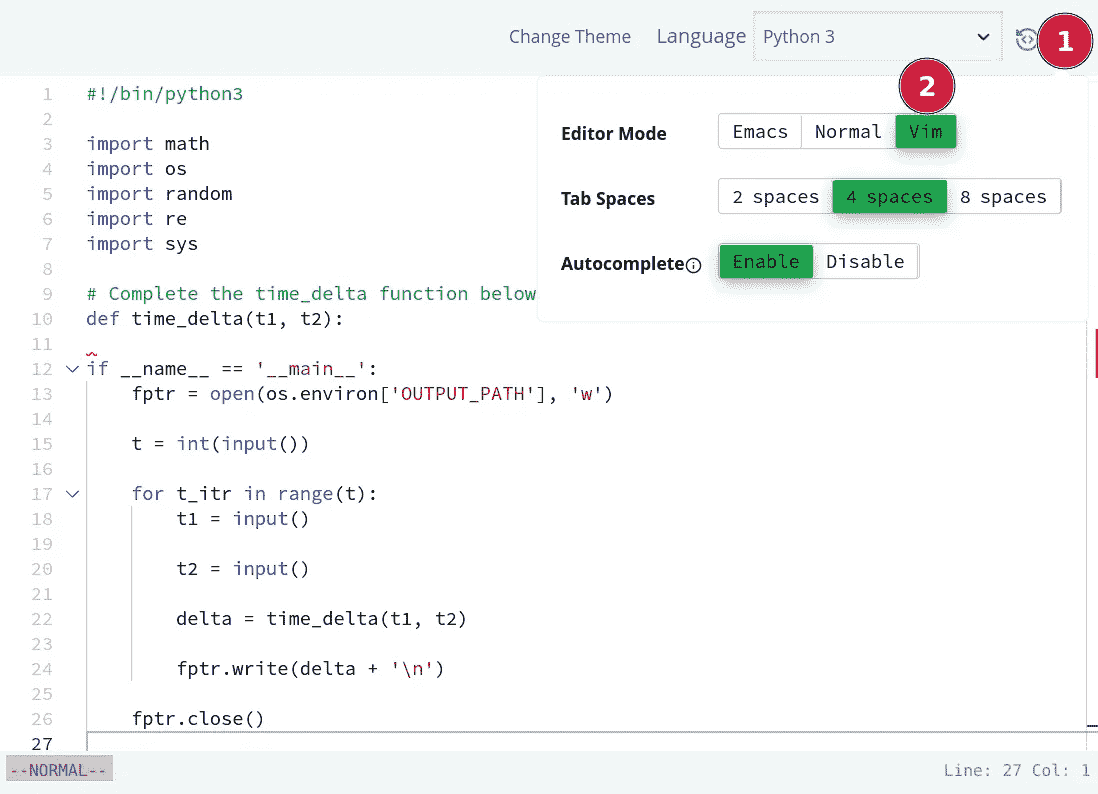 Change Theme Language Python 3 1
2
Editor Mode Emacs Normal Vim
Tab Spaces 2 spaces 4 spaces 8 spaces
Autocomplete Enable Disable
1 #!/bin/python3
2
3 import math
4 import os
5 import random
6 import re
7 import sys
8
9 # Complete the time_delta function below
10 def time_delta(t1, t2):
11
12 if __name__ == '__main__':
13     fptr = open(os.environ['OUTPUT_PATH'], 'w')
14
15     t = int(input())
16
17     for t_itr in range(t):
18         t1 = input()
19
20         t2 = input()
21
22         delta = time_delta(t1, t2)
23
24         fptr.write(delta + '\n')
25
26     fptr.close()
27
--NORMAL-- Line: 27 Col: 1